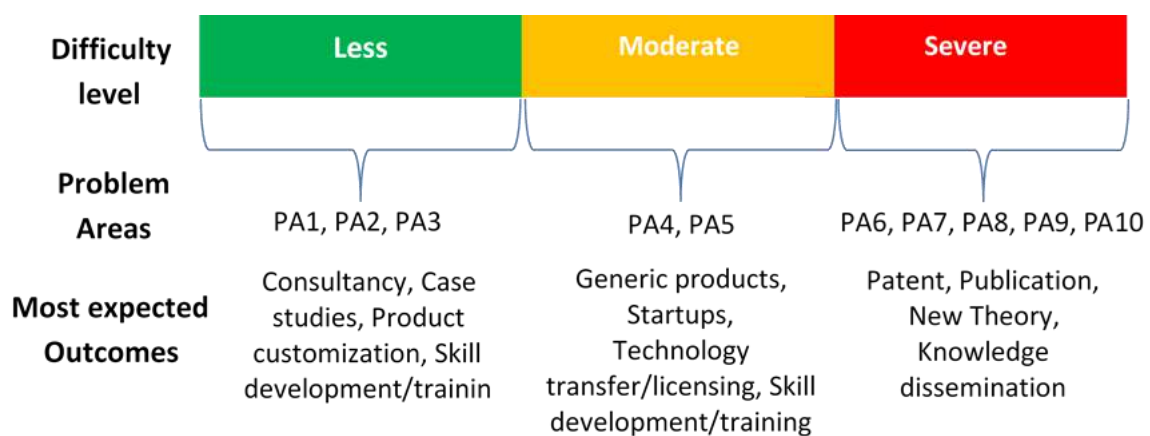 Difficulty level
Less
Moderate
Severe
Problem Areas
PA1, PA2, PA3
PA4, PA5
PA6, PA7, PA8, PA9, PA10
Most expected Outcomes
Consultancy, Case
studies, Product
customization, Skill
development/trainin
Generic products,
Startups,
Technology
transfer/licensing, Skill
development/training
Patent, Publication,
New Theory,
Knowledge
dissemination